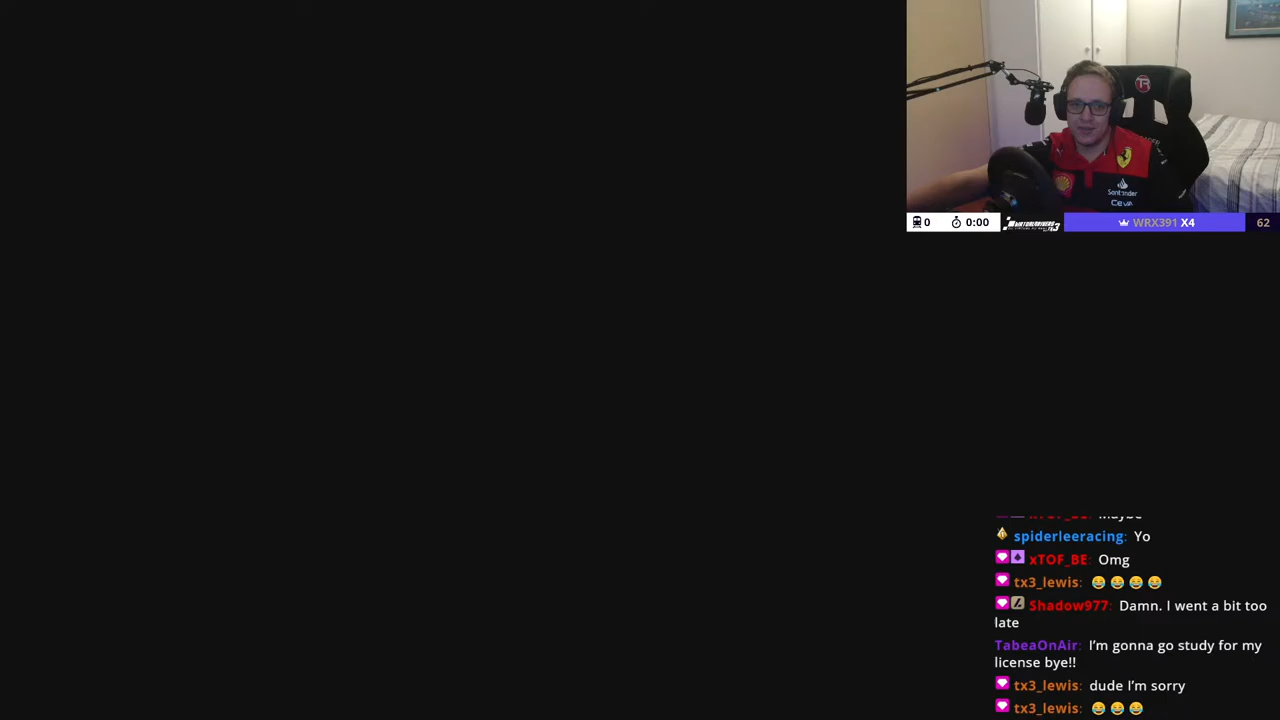 Santander
0
0:00
WRX391 X4
62
spiderleeracing: Yo
xTOF_BE: Omg
tx3_lewis: 😂 😂 😂 😂
Shadow977: Damn. I went a bit too
late
TabeaOnAir: I'm gonna go study for my
license bye!!
tx3_lewis: dude I'm sorry
tx3_lewis: 😂 😂 😂